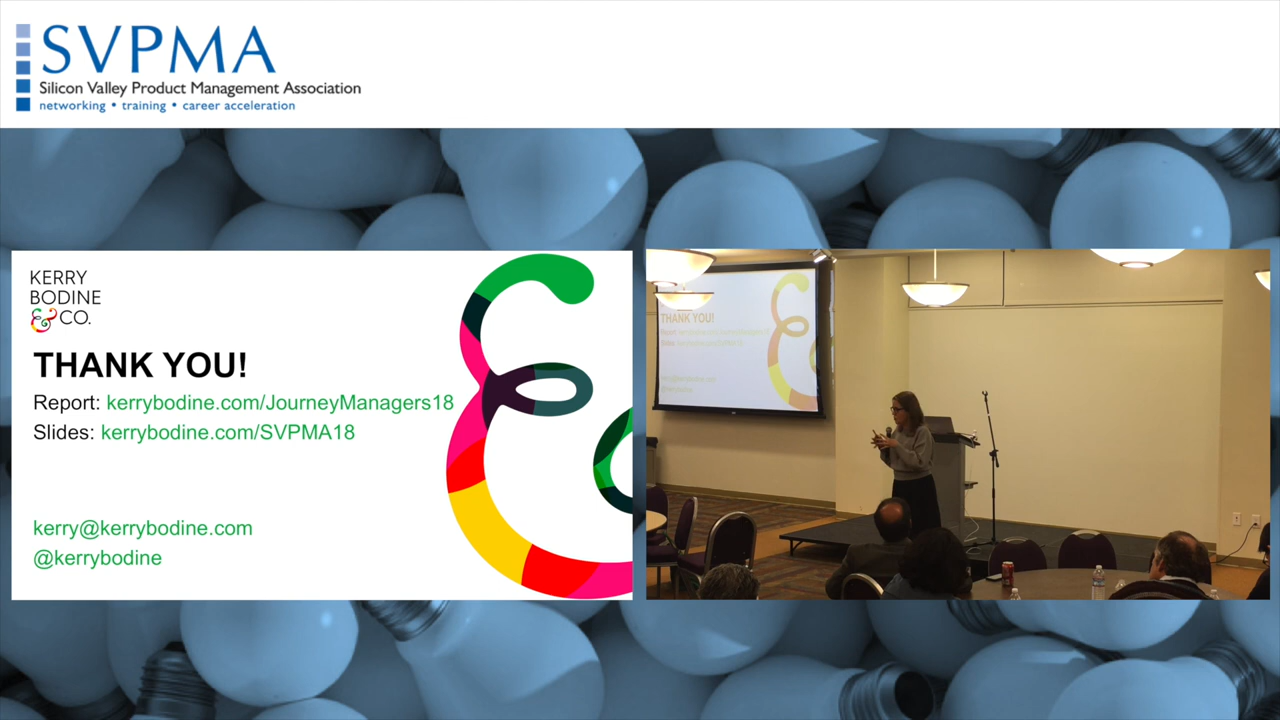 SVPMA
Silicon Valley Product Management Association
networking • training • career acceleration
KERRY
BODINE
& CO.
THANK YOU!
Report: kerrybodine.com/JourneyManagers18
Slides: kerrybodine.com/SVPMA18
kerry@kerrybodine.com
@kerrybodine
THANK YOU!